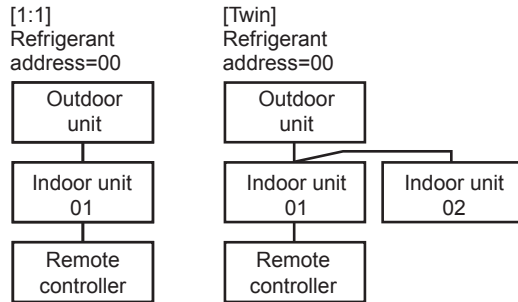 [1:1]
Refrigerant
address=00
Outdoor
unit
Indoor unit
01
Remote
controller
[Twin]
Refrigerant
address=00
Outdoor
unit
Indoor unit
01
Indoor unit
02
Remote
controller